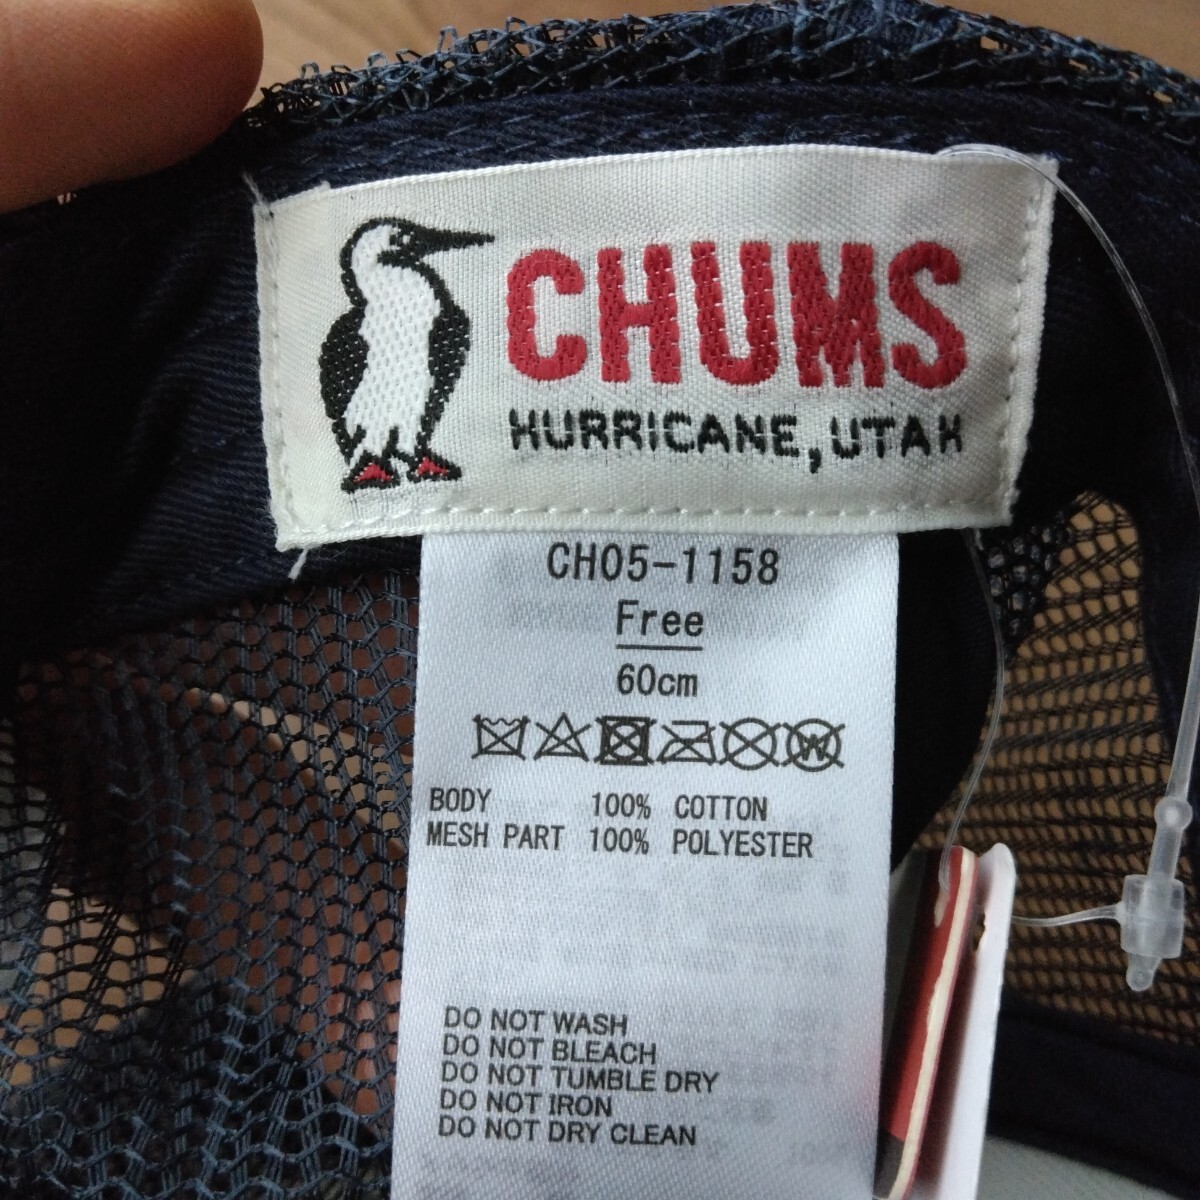 CHUMS
HURRICANE, UTAH
CH05-1158
Free
60cm
BODY 100% COTTON
MESH PART 100% POLYESTER
DO NOT WASH
DO NOT BLEACH
DO NOT TUMBLE DRY
DO NOT IRON
DO NOT DRY CLEAN